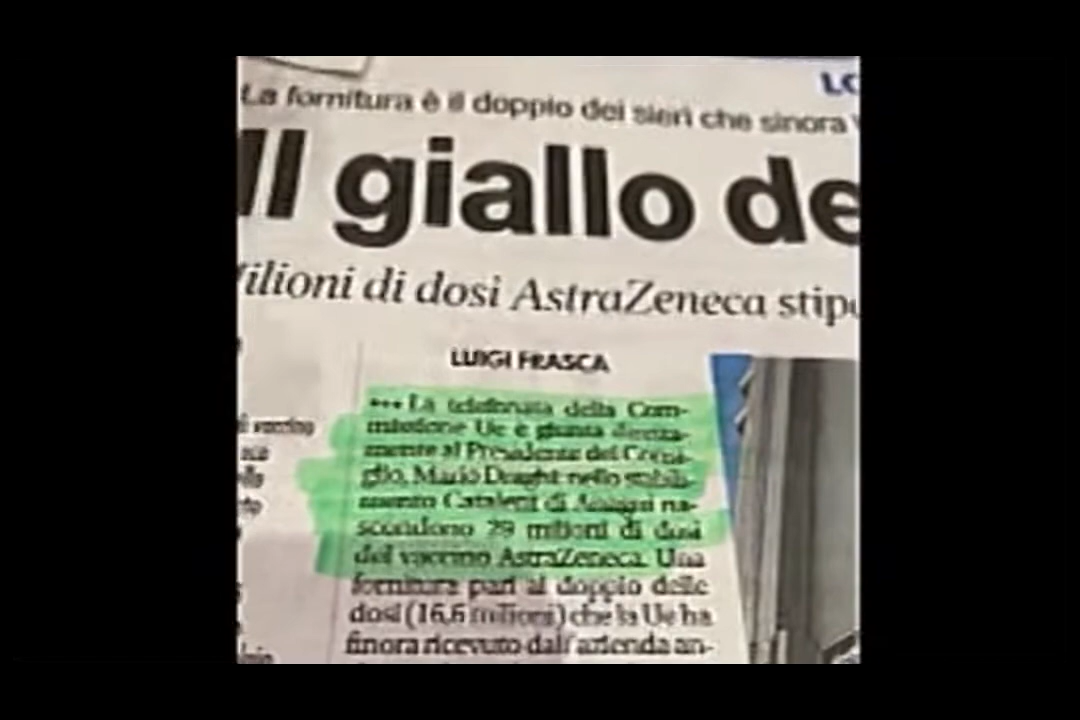 LO
La fornitura è il doppio dei sieri che sinora
Il giallo de
ilioni di dosi AstraZeneca stip
LUIGI FRASCA
••• La telefonata della Com-
missione Ue è giunta diretta-
mente al Presidente del Consi-
glio, Mario Draghi: nello stabili-
mento Catalent di Anagni na-
scondono 29 milioni di dosi
del vaccino AstraZeneca. Una
fornitura pari al doppio delle
dosi (16,6 milioni) che la Ue ha
finora ricevuto dall'azienda an-